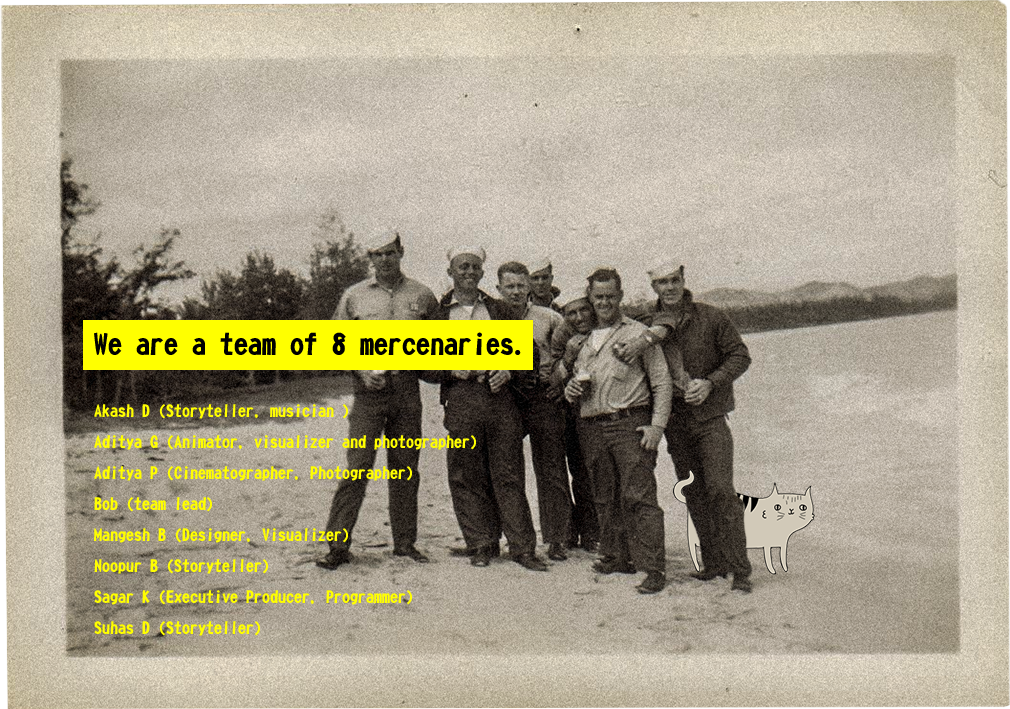 We are a team of 8 mercenaries.
Akash D (Storyteller, musician )
Aditya G (Animator, visualizer and photographer)
Aditya P (Cinematographer, Photographer)
Bob (team lead)
Mangesh B (Designer, Visualizer)
Noopur B (Storyteller)
Sagar K (Executive Producer, Programmer)
Suhas D (Storyteller)